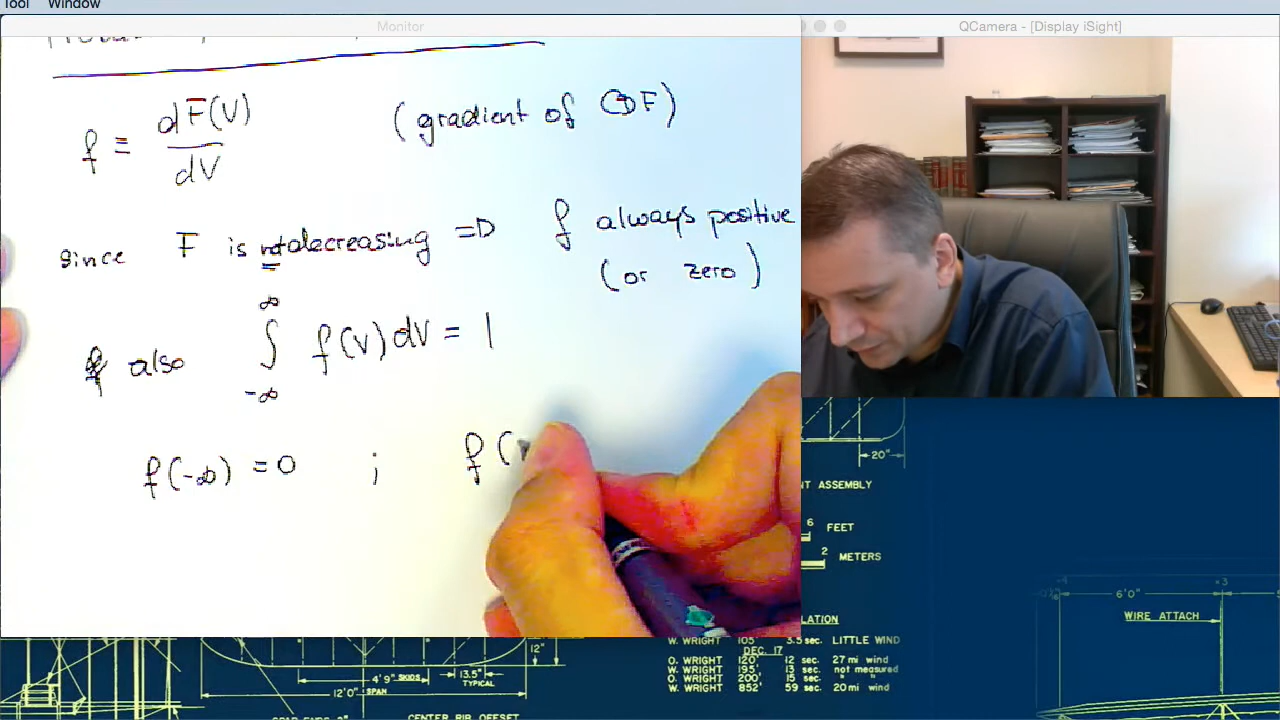 Tool Window
Monitor
QCamera - [Display iSight]
f = dF(V)
dV
(gradient of CDF)
since F is not decreasing => f always positive
(or zero)
also ∫ f(v) dV = 1
∞
-∞
f(-∞) = 0 ; f(
20"
NT ASSEMBLY
6 FEET
2 METERS
LATION
W. WRIGHT 105' 3.5 sec. LITTLE WIND
DEC. 17
O. WRIGHT 120' 12 sec. 27 mi wind
W. WRIGHT 195' 13 sec. not measured
O. WRIGHT 200' 15 sec. " "
W. WRIGHT 852' 59 sec. 20 mi wind
6'0"
+3
WIRE ATTACH
12"
4'9" SKIDS
13.5"
TYPICAL
12'0" SPAN
CENTER RIB OFFSET